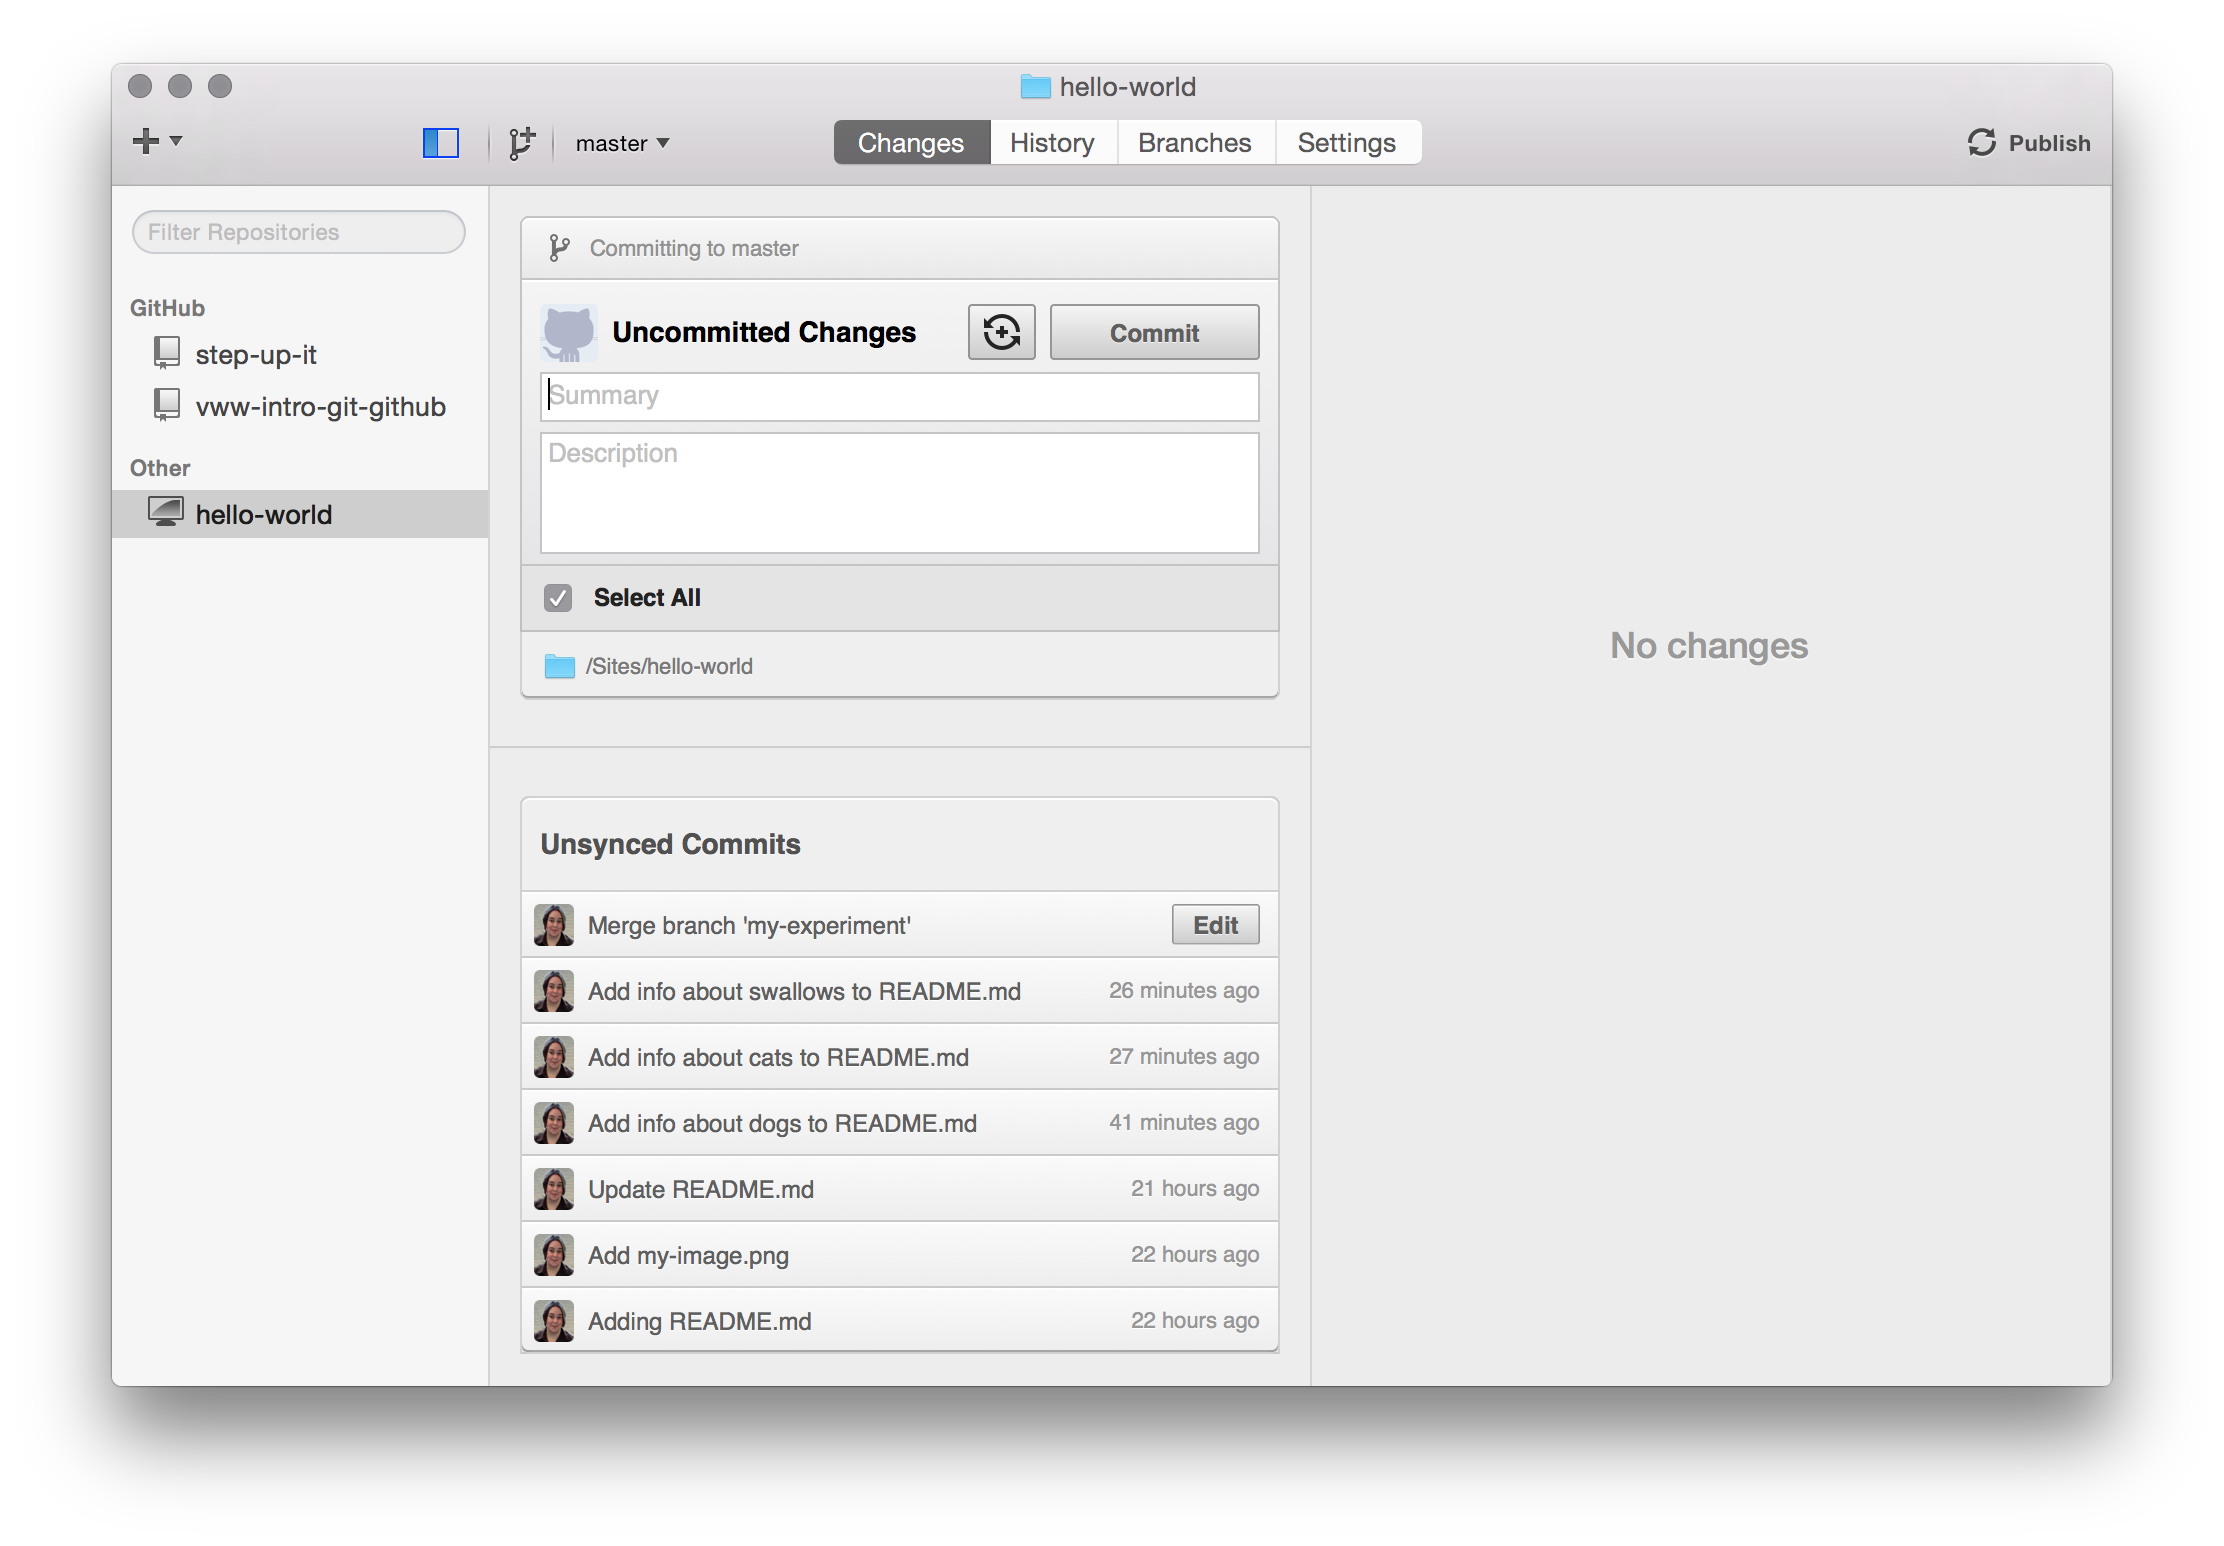 hello-world
master
Changes History Branches Settings
Publish
Filter Repositories
GitHub
step-up-it
vww-intro-git-github
Other
hello-world
Committing to master
Uncommitted Changes
Commit
Summary
Description
Select All
/Sites/hello-world
Unsynced Commits
Merge branch 'my-experiment' Edit
Add info about swallows to README.md 26 minutes ago
Add info about cats to README.md 27 minutes ago
Add info about dogs to README.md 41 minutes ago
Update README.md 21 hours ago
Add my-image.png 22 hours ago
Adding README.md 22 hours ago
No changes